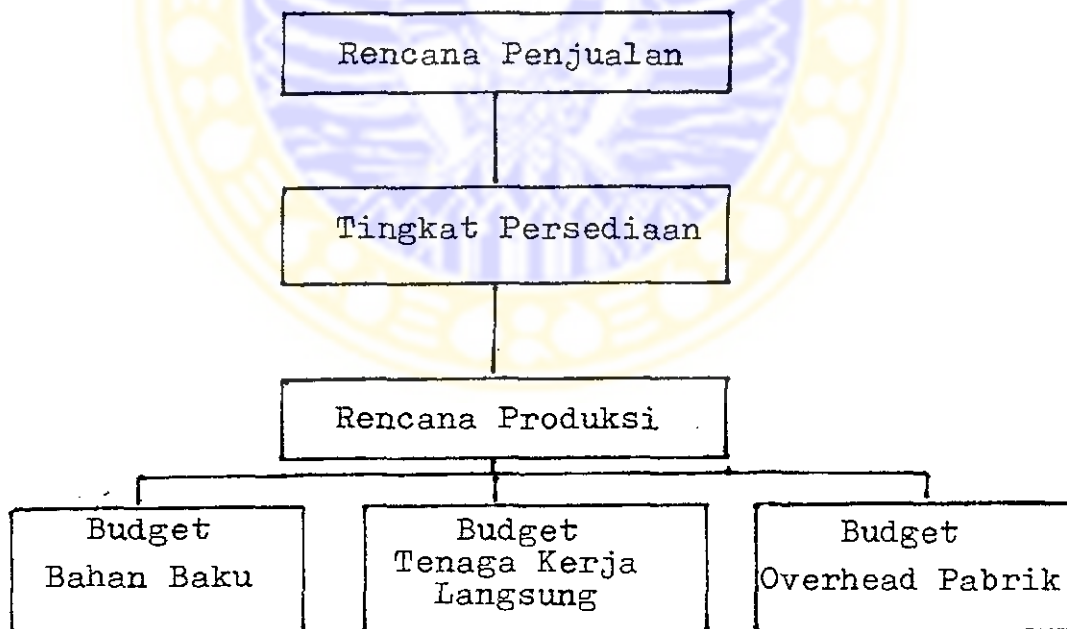 Rencana Penjualan
Tingkat Persediaan
Rencana Produksi
Budget
Bahan Baku
Budget
Tenaga Kerja
Langsung
Budget
Overhead Pabrik